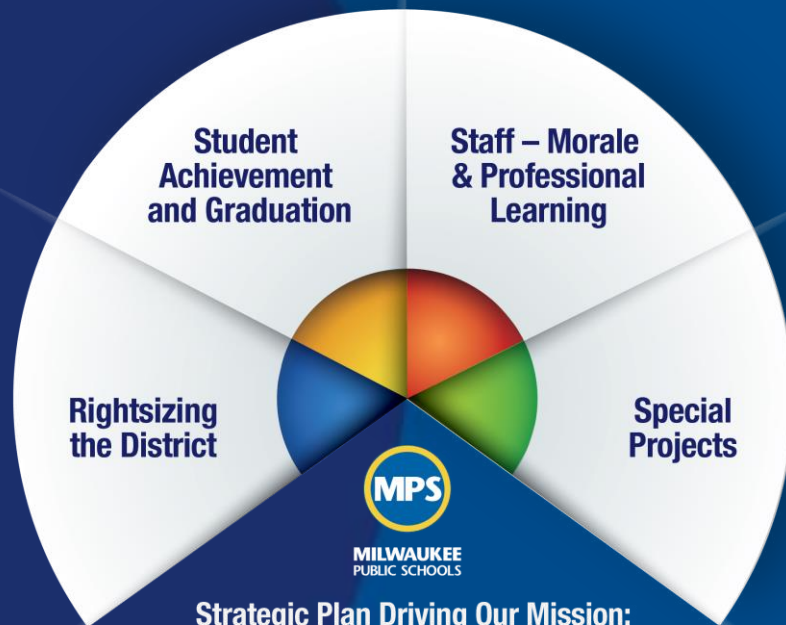 Student
Achievement
and Graduation
Staff – Morale
& Professional
Learning
Rightsizing
the District
Special
Projects
MPS
MILWAUKEE
PUBLIC SCHOOLS
Strategic Plan Driving Our Mission: